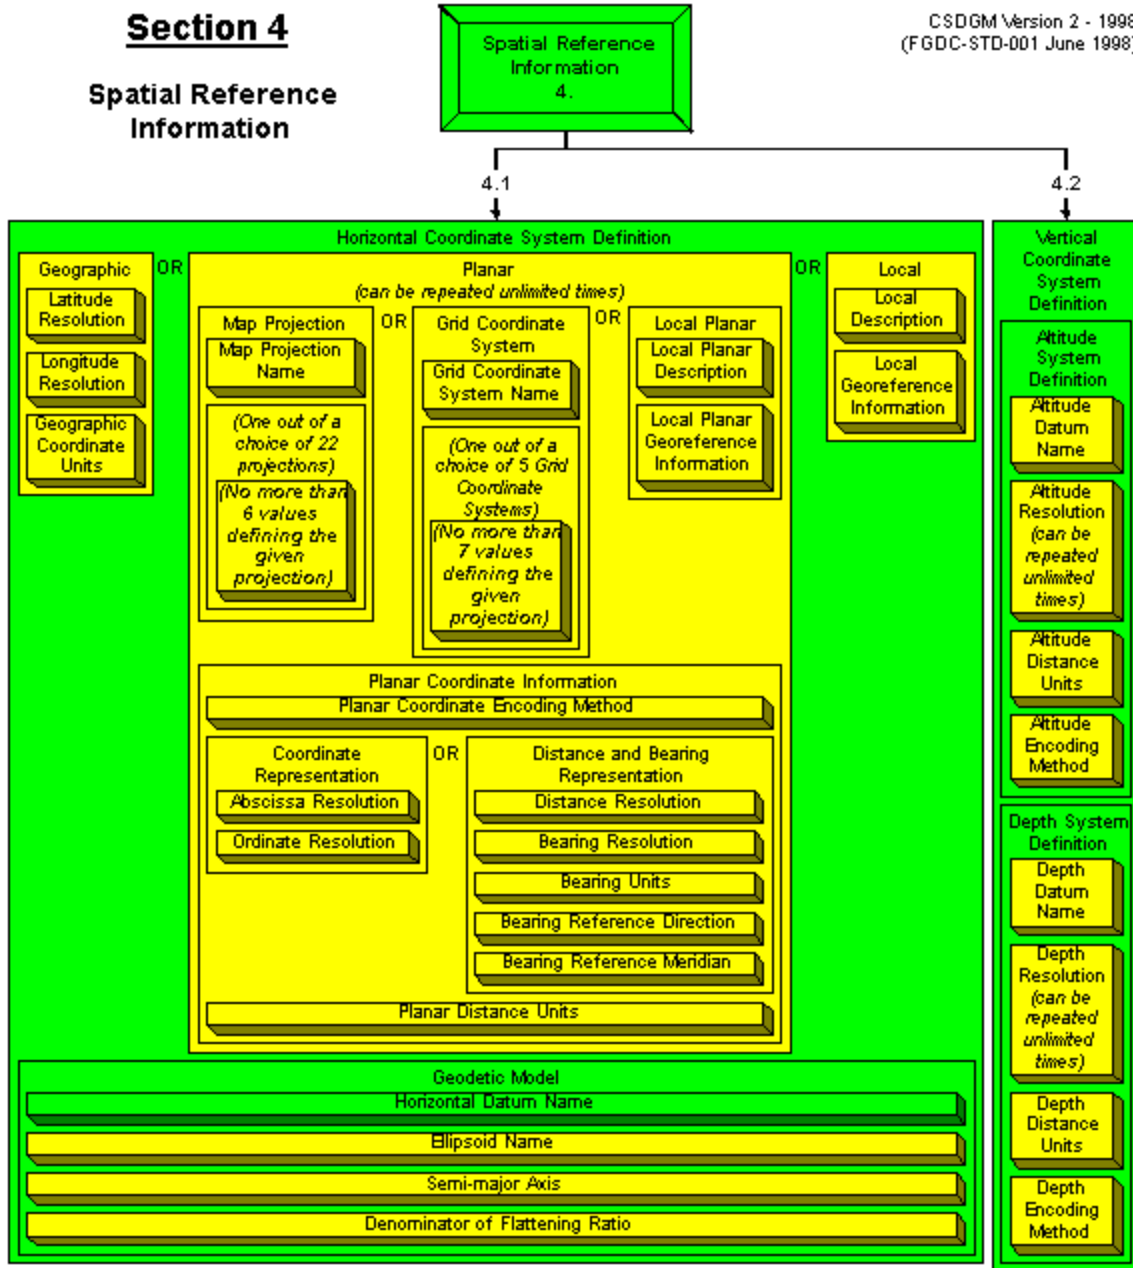 Section 4
Spatial Reference
Information
CSDGM Version 2 - 1998
(FGDC-STD-001 June 1998)
Spatial Reference
Information
4.
4.1
4.2
Horizontal Coordinate System Definition
Geographic
Latitude
Resolution
Longitude
Resolution
Geographic
Coordinate
Units
OR
Planar
(can be repeated unlimited times)
Map Projection
Map Projection
Name
(One out of a
choice of 22
projections)
(No more than
6 values
defining the
given
projection)
OR
Grid Coordinate
System
Grid Coordinate
System Name
(One out of a
choice of 5 Grid
Coordinate
Systems)
(No more than
7 values
defining the
given
projection)
OR
Local Planar
Local Planar
Description
Local Planar
Georeference
Information
Planar Coordinate Information
Planar Coordinate Encoding Method
Coordinate
Representation
Abscissa Resolution
Ordinate Resolution
OR
Distance and Bearing
Representation
Distance Resolution
Bearing Resolution
Bearing Units
Bearing Reference Direction
Bearing Reference Meridian
Planar Distance Units
OR
Local
Local
Description
Local
Georeference
Information
Geodetic Model
Horizontal Datum Name
Ellipsoid Name
Semi-major Axis
Denominator of Flattening Ratio
Vertical
Coordinate
System
Definition
Altitude
System
Definition
Altitude
Datum
Name
Altitude
Resolution
(can be
repeated
unlimited
times)
Altitude
Distance
Units
Altitude
Encoding
Method
Depth System
Definition
Depth
Datum
Name
Depth
Resolution
(can be
repeated
unlimited
times)
Depth
Distance
Units
Depth
Encoding
Method